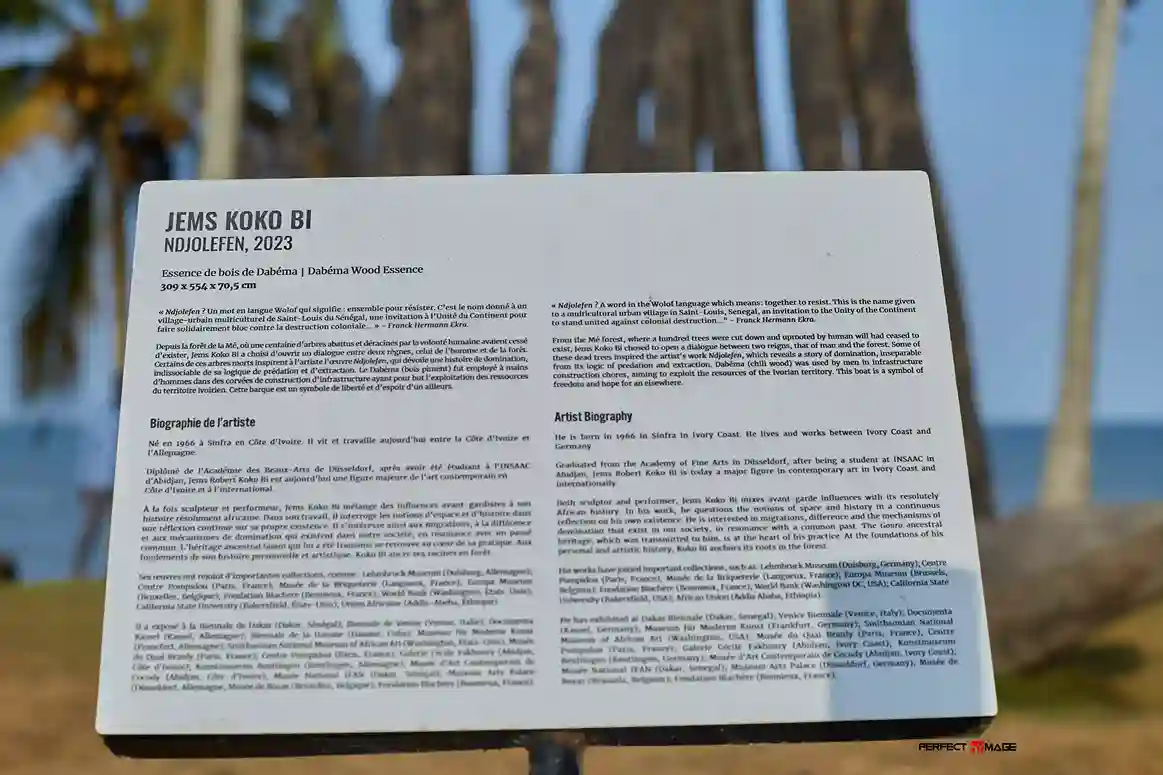 JEMS KOKO BI
NDJOLEFEN, 2023
Essence de bois de Dabéma | Dabéma Wood Essence
309 x 554 x 70,5 cm
« Ndjolefen ? Un mot en langue Wolof qui signifie : ensemble pour résister. C'est le nom donné à un
village-urbain multiculturel de Saint-Louis du Sénégal, une invitation à l'Unité du Continent pour
faire solidairement bloc contre la destruction coloniale... » – Franck Hermann Ekra.
Depuis la forêt de la Mé, où une centaine d'arbres abattus et déracinés par la volonté humaine avaient cessé
d'exister, Jems Koko Bi a choisi d'ouvrir un dialogue entre deux règnes, celui de l'homme et de la forêt.
Certains de ces arbres morts inspirent à l'artiste l'œuvre Ndjolefen, qui dévoile une histoire de domination,
indissociable de sa logique de prédation et d'extraction. Le Dabéma (bois piment) fut employé à mains
d'hommes dans des corvées de construction d'infrastructure ayant pour but l'exploitation des ressources
du territoire ivoirien. Cette barque est un symbole de liberté et d'espoir d'un ailleurs.
Biographie de l'artiste
Né en 1966 à Sinfra en Côte d'Ivoire. Il vit et travaille aujourd'hui entre la Côte d'Ivoire et
l'Allemagne.
Diplômé de l'Académie des Beaux-Arts de Düsseldorf, après avoir été étudiant à l'INSAAC
d'Abidjan, Jems Robert Koko Bi est aujourd'hui une figure majeure de l'art contemporain en
Côte d'Ivoire et à l'international.
À la fois sculpteur et performeur, Jems Koko Bi mélange des influences avant gardistes à son
histoire résolument africaine. Dans son travail, il interroge les notions d'espace et d'histoire dans
une réflexion continue sur sa propre existence. Il s'intéresse ainsi aux migrations, à la différence
et aux mécanismes de domination qui existent dans notre société, en résonance avec un passé
commun. L'héritage ancestral Gouro qui lui a été transmis se retrouve au cœur de sa pratique. Aux
fondements de son histoire personnelle et artistique, Koko Bi ancre ses racines en forêt.
Ses œuvres ont rejoint d'importantes collections, comme : Lehmbruck Museum (Duisburg, Allemagne),
Centre Pompidou (Paris, France), Musée de la Briqueterie (Langueux, France), Europa Museum
(Bruxelles, Belgique), Fondation Blachère (Bonnieux, France), World Bank (Washington, États-Unis),
California State University (Bakersfield, États-Unis), Union Africaine (Addis-Abeba, Éthiopie)
Il a exposé à la Biennale de Dakar (Dakar, Sénégal), Biennale de Venise (Venise, Italie), Documenta
Kassel (Kassel, Allemagne), Biennale de la Havane (Havane, Cuba), Museum für Moderne Kunst
(Francfort, Allemagne), Smithsonian National Museum of African Art (Washington, États-Unis), Musée
du Quai Branly (Paris, France), Centre Pompidou (Paris, France), Galerie Cécile Fakhoury (Abidjan,
Côte d'Ivoire), Kunstmuseum Reutlingen (Reutlingen, Allemagne), Musée d'Art Contemporain de
Cocody (Abidjan, Côte d'Ivoire), Musée National IFAN (Dakar, Sénégal), Museum Arts Palace
(Düsseldorf, Allemagne), Musée de Bozar (Bruxelles, Belgique), Fondation Blachère (Bonnieux, France).
« Ndjolefen ? A word in the Wolof language which means: together to resist. This is the name given
to a multicultural urban village in Saint-Louis, Senegal, an invitation to the Unity of the Continent
to stand united against colonial destruction..." – Franck Hermann Ekra.
From the Mé forest, where a hundred trees were cut down and uprooted by human will had ceased to
exist, Jems Koko Bi chosed to open a dialogue between two reigns, that of man and the forest. Some of
these dead trees inspired the artist's work Ndjolefen, which reveals a story of domination, inseparable
from its logic of predation and extraction. Dabéma (chili wood) was used by men in infrastructure
construction chores, aiming to exploit the resources of the Ivorian territory. This boat is a symbol of
freedom and hope for an elsewhere.
Artist Biography
He is born in 1966 in Sinfra in Ivory Coast. He lives and works between Ivory Coast and
Germany
Graduated from the Academy of Fine Arts in Düsseldorf, after being a student at INSAAC in
Abidjan, Jems Robert Koko Bi is today a major figure in contemporary art in Ivory Coast and
internationally
Both sculptor and performer, Jems Koko Bi mixes avant garde influences with its resolutely
African history. In his work, he questions the notions of space and history in a continuous
reflection on his own existence. He is interested in migrations, difference and the mechanisms of
domination that exist in our society, in resonance with a common past. The Gouro ancestral
heritage, which was transmitted to him, is at the heart of his practice. At the foundations of his
personal and artistic history, Koko Bi anchors its roots in the forest.
His works have joined important collections, such as: Lehmbruck Museum (Duisburg, Germany); Centre
Pompidou (Paris, France), Musée de la Briqueterie (Langueux, France), Europa Museum (Brussels,
Belgium), Fondation Blachère (Bonnieux, France), World Bank (Washington DC, USA), California State
University (Bakersfield, USA), African Union (Addis Ababa, Ethiopia).
He has exhibited at Dakar Biennale (Dakar, Senegal), Venice Biennale (Venice, Italy), Documenta
(Kassel, Germany), Museum für Moderne Kunst (Frankfurt, Germany), Smithsonian National
Museum of African Art (Washington, USA), Musée du Quai Branly (Paris, France), Centre
Pompidou (Paris, France), Galerie Cécile Fakhoury (Abidjan, Ivory Coast), Kunstmuseum
Reutlingen (Reutlingen, Germany), Musée d'Art Contemporain de Cocody (Abidjan, Ivory Coast),
Musée National IFAN (Dakar, Senegal), Museum Arts Palace (Düsseldorf, Germany), Musée de
Bozar (Brussels, Belgium), Fondation Blachère (Bonnieux, France).
PERFECT IMAGE